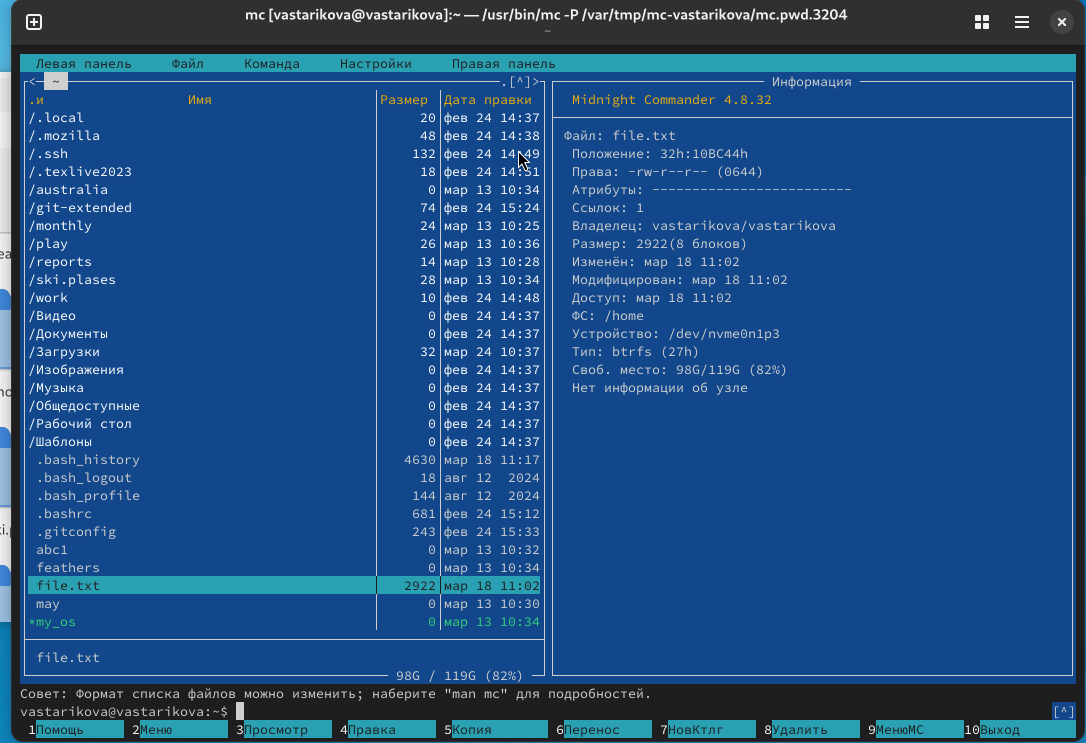 mc [vastarikova@vastarikova]:~ — /usr/bin/mc -P /var/tmp/mc-vastarikova/mc.pwd.3204
~
Левая панель Файл Команда Настройки Правая панель
<─ ~ .[^]>
.и Имя Размер Дата правки
/.local 20 фев 24 14:37
/.mozilla 48 фев 24 14:38
/.ssh 132 фев 24 14:49
/.texlive2023 18 фев 24 14:51
/australia 0 мар 13 10:34
/git-extended 74 фев 24 15:24
/monthly 24 мар 13 10:25
/play 26 мар 13 10:36
/reports 14 мар 13 10:28
/ski.plases 28 мар 13 10:34
/work 10 фев 24 14:48
/Видео 0 фев 24 14:37
/Документы 0 фев 24 14:37
/Загрузки 32 мар 24 10:37
/Изображения 0 фев 24 14:37
/Музыка 0 фев 24 14:37
/Общедоступные 0 фев 24 14:37
/Рабочий стол 0 фев 24 14:37
/Шаблоны 0 фев 24 14:37
.bash_history 4630 мар 18 11:17
.bash_logout 18 авг 12 2024
.bash_profile 144 авг 12 2024
.bashrc 681 фев 24 15:12
.gitconfig 243 фев 24 15:33
abc1 0 мар 13 10:32
feathers 0 мар 13 10:34
file.txt 2922 мар 18 11:02
may 0 мар 13 10:30
*my_os 0 мар 13 10:34
file.txt
98G / 119G (82%)
Информация
Midnight Commander 4.8.32
Файл: file.txt
Положение: 32h:10BC44h
Права: -rw-r--r-- (0644)
Атрибуты: -------------------------
Ссылок: 1
Владелец: vastarikova/vastarikova
Размер: 2922(8 блоков)
Изменён: мар 18 11:02
Модифицирован: мар 18 11:02
Доступ: мар 18 11:02
ФС: /home
Устройство: /dev/nvme0n1p3
Тип: btrfs (27h)
Своб. место: 98G/119G (82%)
Нет информации об узле
Совет: Формат списка файлов можно изменить; наберите "man mc" для подробностей.
vastarikova@vastarikova:~$ [^]
1Помощь 2Меню 3Просмотр 4Правка 5Копия 6Перенос 7НовКтлг 8Удалить 9МенюМС 10Выход